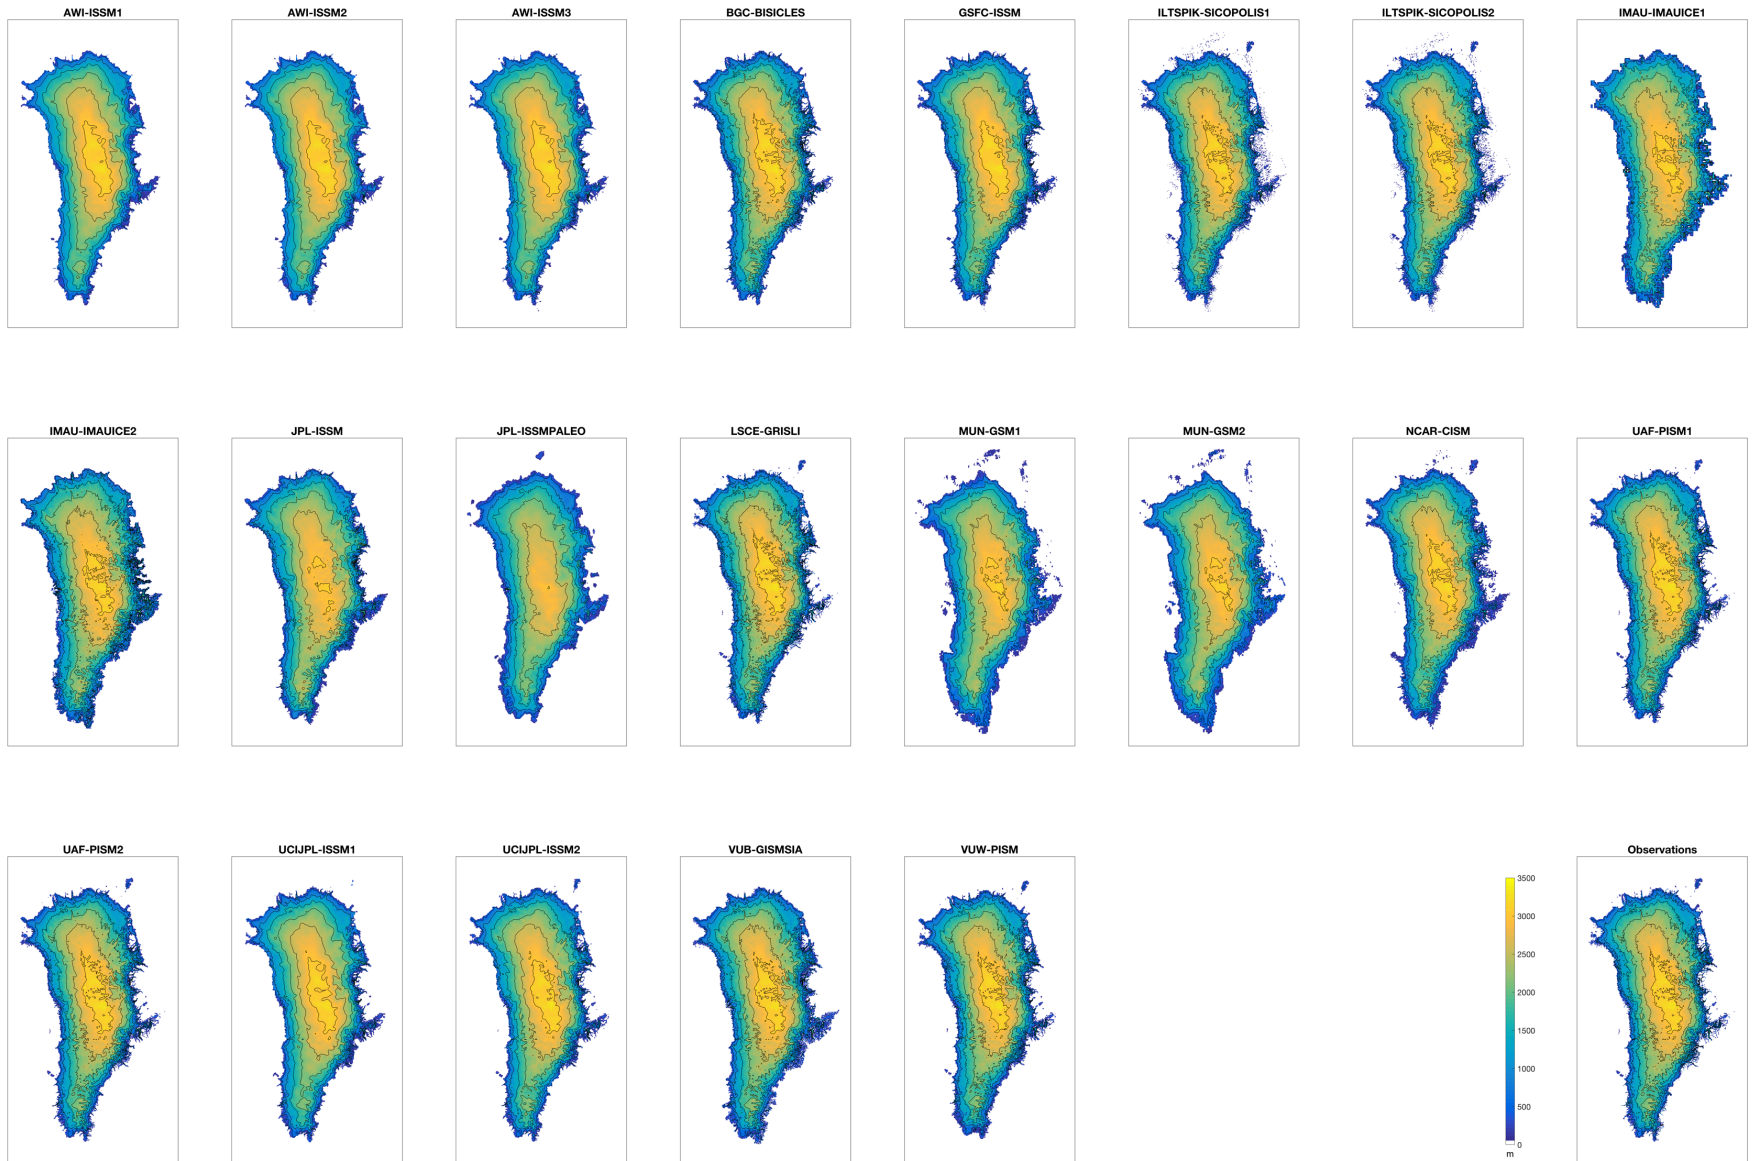 AWI-ISSM1
AWI-ISSM2
AWI-ISSM3
BGC-BISICLES
GSFC-ISSM
ILTSPIK-SICOPOLIS1
ILTSPIK-SICOPOLIS2
IMAU-IMAUICE1
IMAU-IMAUICE2
JPL-ISSM
JPL-ISSMPALEO
LSCE-GRISLI
MUN-GSM1
MUN-GSM2
NCAR-CISM
UAF-PISM1
UAF-PISM2
UCIJPL-ISSM1
UCIJPL-ISSM2
VUB-GISMSIA
VUW-PISM
Observations
3500
3000
2500
2000
1500
1000
500
0
m